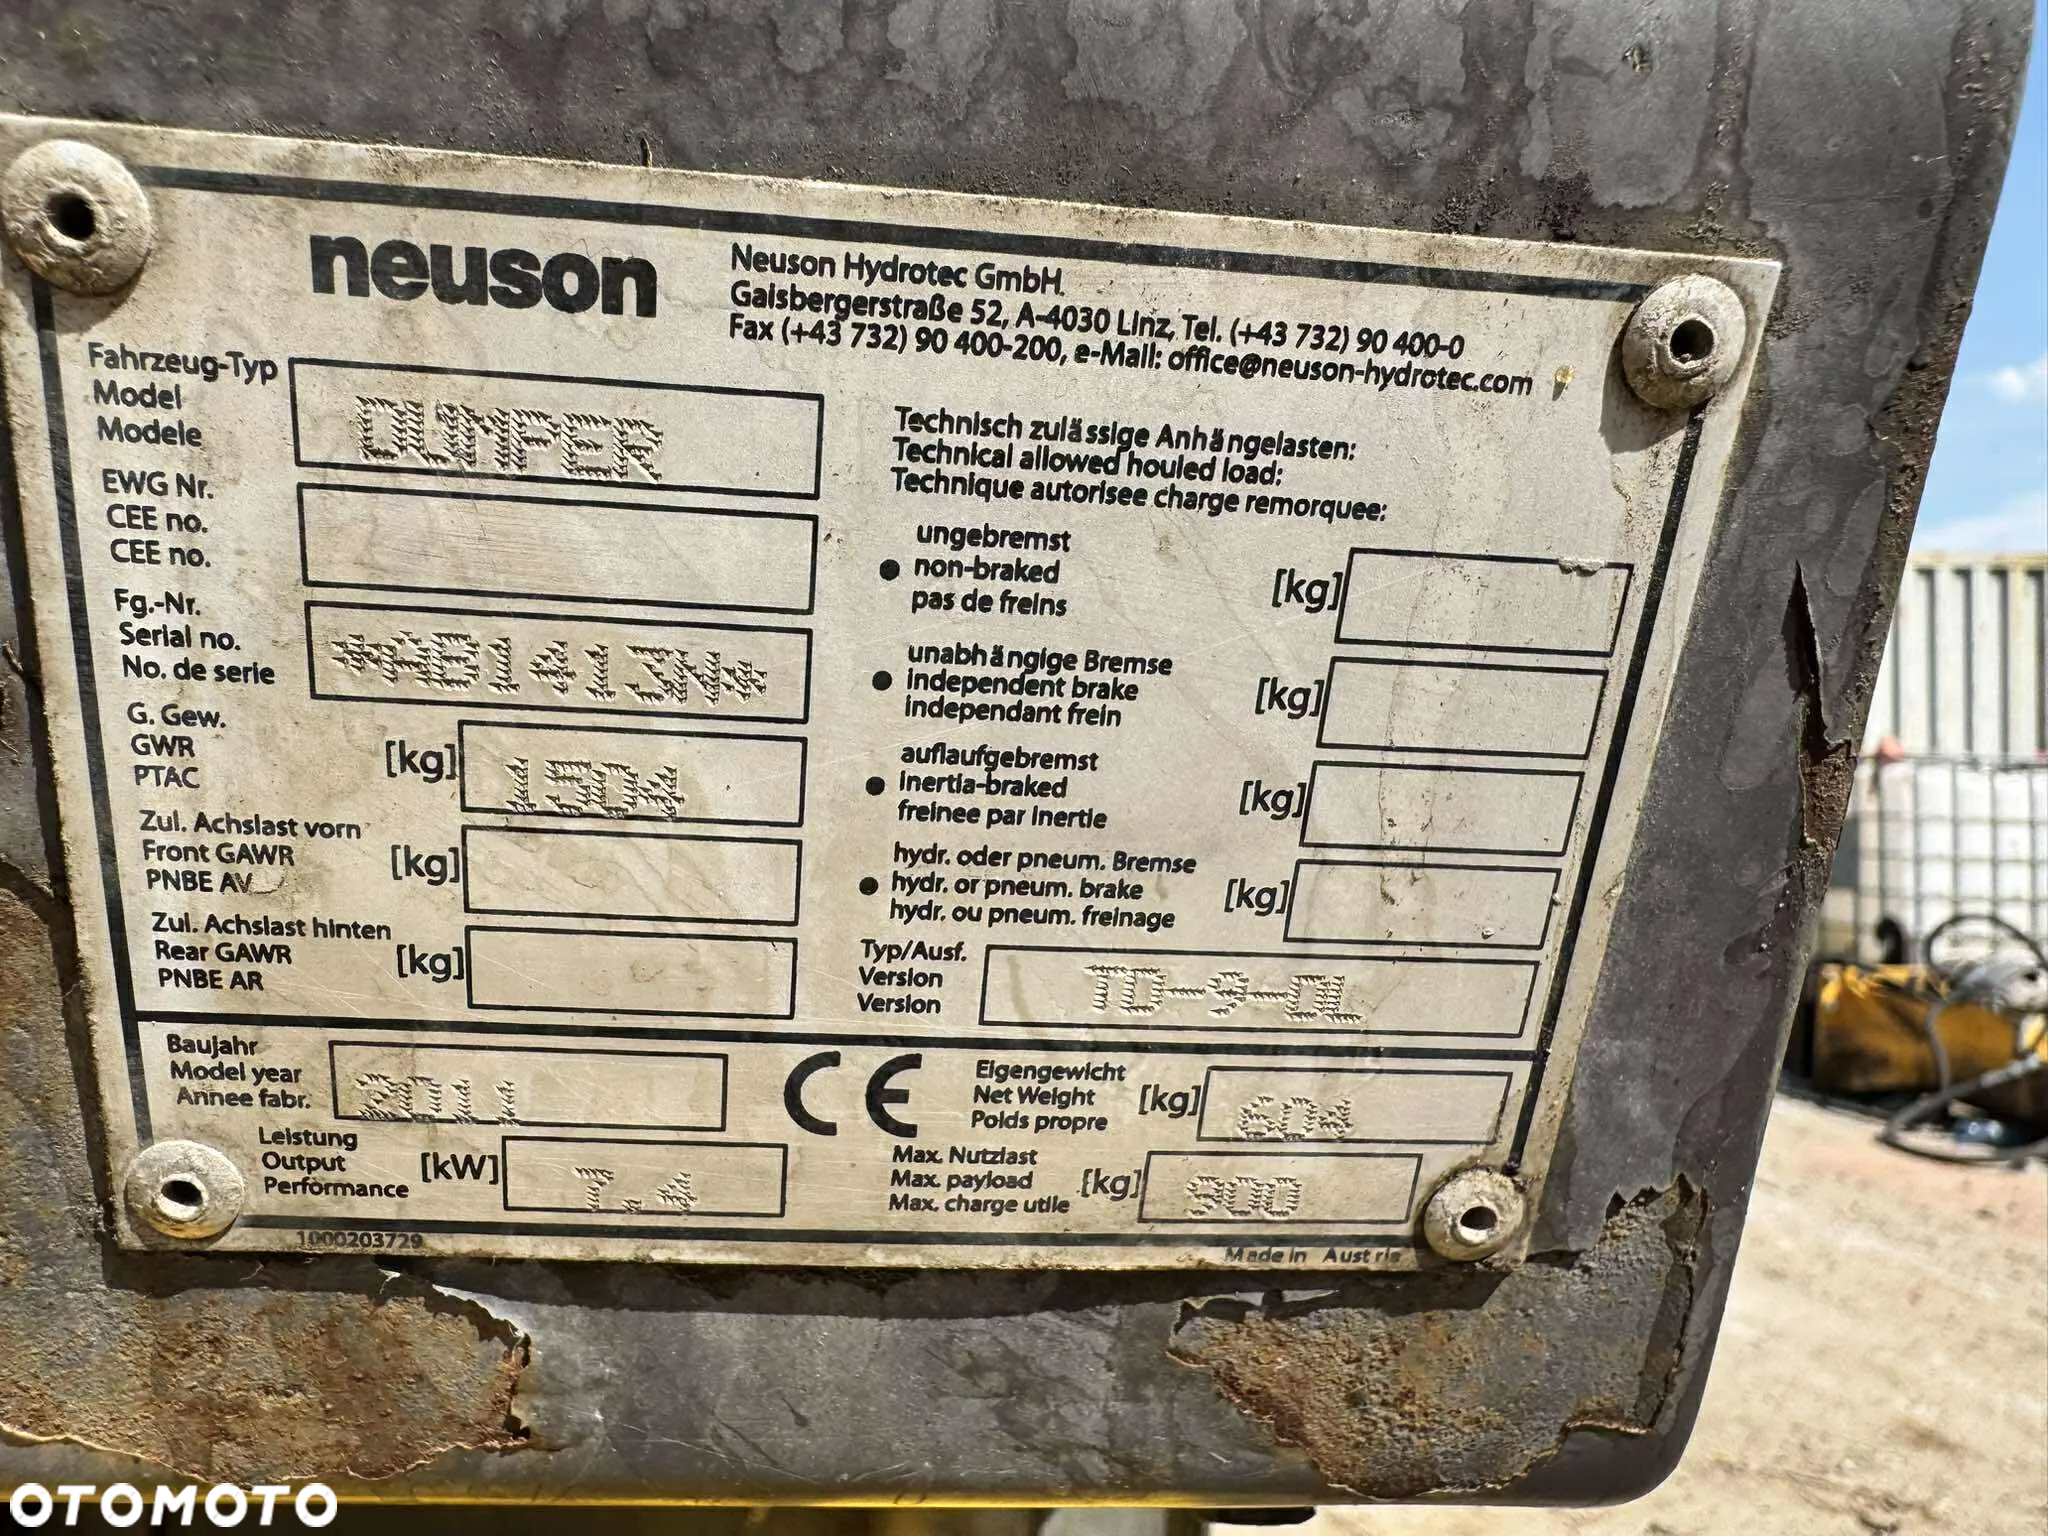 neuson
Neuson Hydrotec GmbH.
Gaisbergerstraße 52, A-4030 Linz, Tel. (+43 732) 90 400-0
Fax (+43 732) 90 400-200, e-Mail: office@neuson-hydrotec.com
Fahrzeug-Typ
Model
Modele
DUMPER
EWG Nr.
CEE no.
CEE no.
Fg.-Nr.
Serial no.
No. de serie
G. Gew.
GWR
PTAC
[kg]
Zul. Achslast vorn
Front GAWR
PNBE AV
[kg]
Zul. Achslast hinten
Rear GAWR
PNBE AR
[kg]
Technisch zulässige Anhängelasten:
Technical allowed houled load:
Technique autorisee charge remorquee:
ungebremst
● non-braked [kg]
pas de freins
unabhängige Bremse
● independent brake [kg]
independant frein
auflaufgebremst
● inertia-braked [kg]
freinee par inertie
hydr. oder pneum. Bremse
● hydr. or pneum. brake [kg]
hydr. ou pneum. freinage
Typ/Ausf.
Version
Version
Baujahr
Model year
Annee fabr.
2011
CE
Eigengewicht
Net Weight [kg]
Poids propre
604
Leistung
Output [kW]
Performance
7.4
Max. Nutzlast
Max. payload [kg]
Max. charge utile
900
1000203729
Made in Austria
OTOMOTO